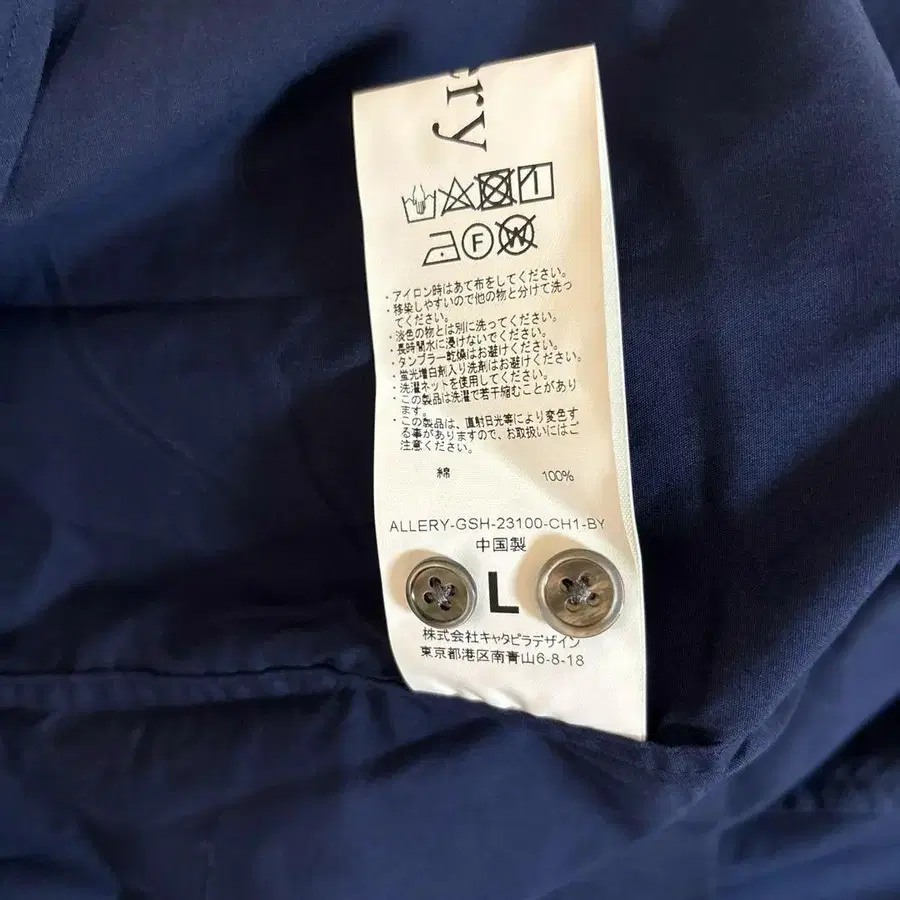 ery
F
W
・アイロン時はあて布をしてください。
・移染しやすいので他の物と分けて洗っ
てください。
・淡色の物とは別に洗ってください。
・長時間水に浸けないでください。
・タンブラー乾燥はお避けください。
・蛍光増白剤入り洗剤はお避けください。
・洗濯ネットを使用してください。
・この製品は洗濯で若干縮むことがあり
ます。
・この製品は、直射日光等により変色す
る事がありますので、お取扱いにはご
注意ください。
綿 100%
ALLERY-GSH-23100-CH1-BY
中国製
L
株式会社キャタピラデザイン
東京都港区南青山6-8-18